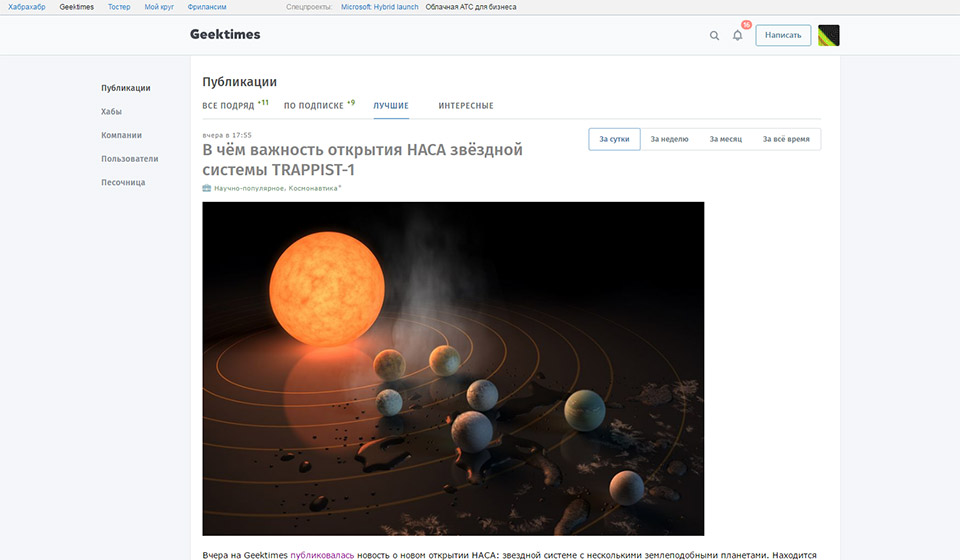 Хабрахабр Geektimes Тостер Мой круг Фрилансим Спецпроекты: Microsoft: Hybrid launch Облачная АТС для бизнеса
Geektimes 16 Написать
Публикации
Хабы
Компании
Пользователи
Песочница
Публикации
ВСЕ ПОДРЯД +11 ПО ПОДПИСКЕ +9 ЛУЧШИЕ ИНТЕРЕСНЫЕ
За сутки За неделю За месяц За всё время
вчера в 17:55
В чём важность открытия НАСА звёздной
системы TRAPPIST-1
Научно-популярное, Космонавтика*
Вчера на Geektimes публиковалась новость о новом открытии НАСА: звездной системе с несколькими землеподобными планетами. Находится